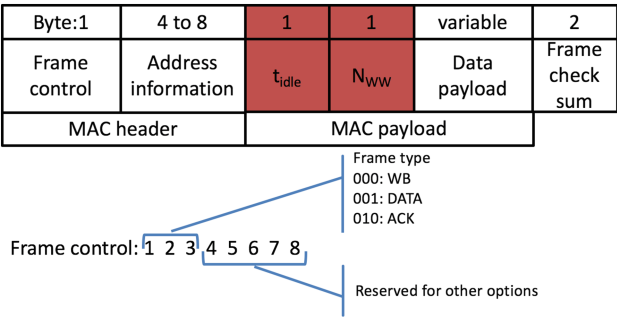 Byte:1 4 to 8 1 1 variable 2
Frame control Address information t_idle N_WW Data payload Frame check sum
MAC header MAC payload
Frame type
000: WB
001: DATA
010: ACK
Frame control: 1 2 3 4 5 6 7 8
Reserved for other options